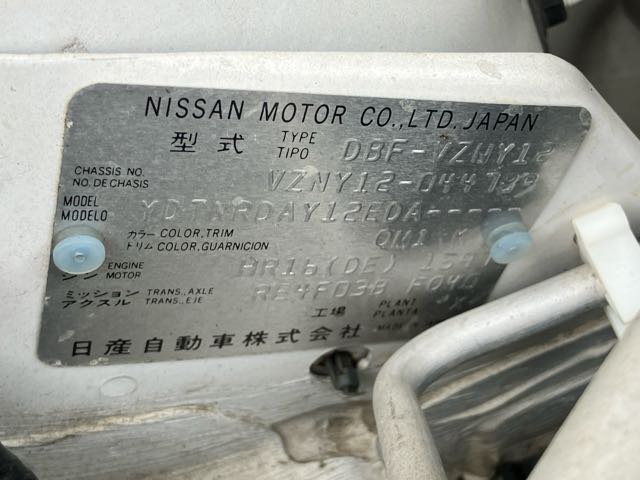 NISSAN MOTOR CO.,LTD.JAPAN
型式 TYPE TIPO DBF-VZNY12
CHASSIS NO. NO.DE CHASIS VZNY12-
MODEL MODELO
カラー COLOR,TRIM トリム COLOR,GUARNICION QM1 K
ENGINE MOTOR HR16(DE)
ミッション TRANS.,AXLE アクスル TRANS.,EJE RE4F03B
工場 PLANT PLANTA
日産自動車株式会社 MADE IN